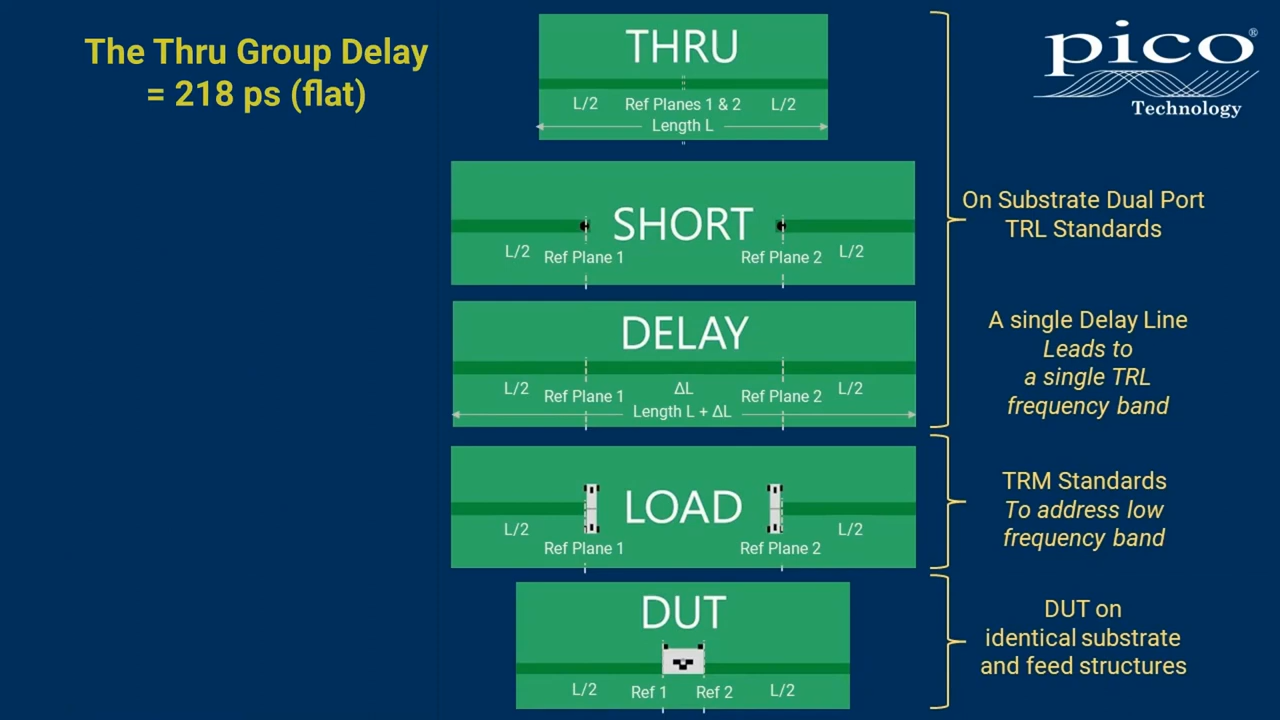 The Thru Group Delay
= 218 ps (flat)
THRU
L/2 Ref Planes 1 & 2 L/2
Length L
SHORT
L/2 Ref Plane 1 Ref Plane 2 L/2
DELAY
L/2 Ref Plane 1 ΔL Ref Plane 2 L/2
Length L + ΔL
LOAD
L/2 Ref Plane 1 Ref Plane 2 L/2
DUT
L/2 Ref 1 Ref 2 L/2
pico®
Technology
On Substrate Dual Port
TRL Standards
A single Delay Line
Leads to
a single TRL
frequency band
TRM Standards
To address low
frequency band
DUT on
identical substrate
and feed structures